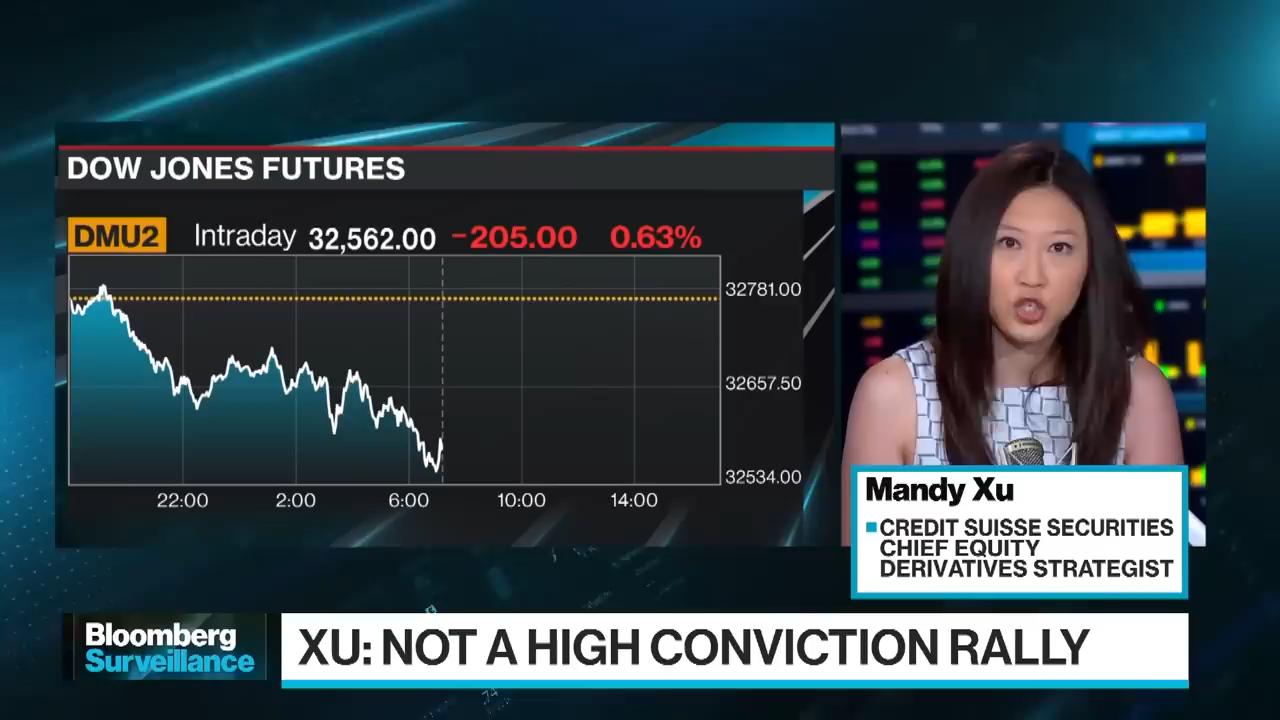 DOW JONES FUTURES
DMU2 Intraday 32,562.00 -205.00 0.63%
32781.00
32657.50
32534.00
22:00 2:00 6:00 10:00 14:00
Mandy Xu
CREDIT SUISSE SECURITIES
CHIEF EQUITY
DERIVATIVES STRATEGIST
Bloomberg
Surveillance
XU: NOT A HIGH CONVICTION RALLY